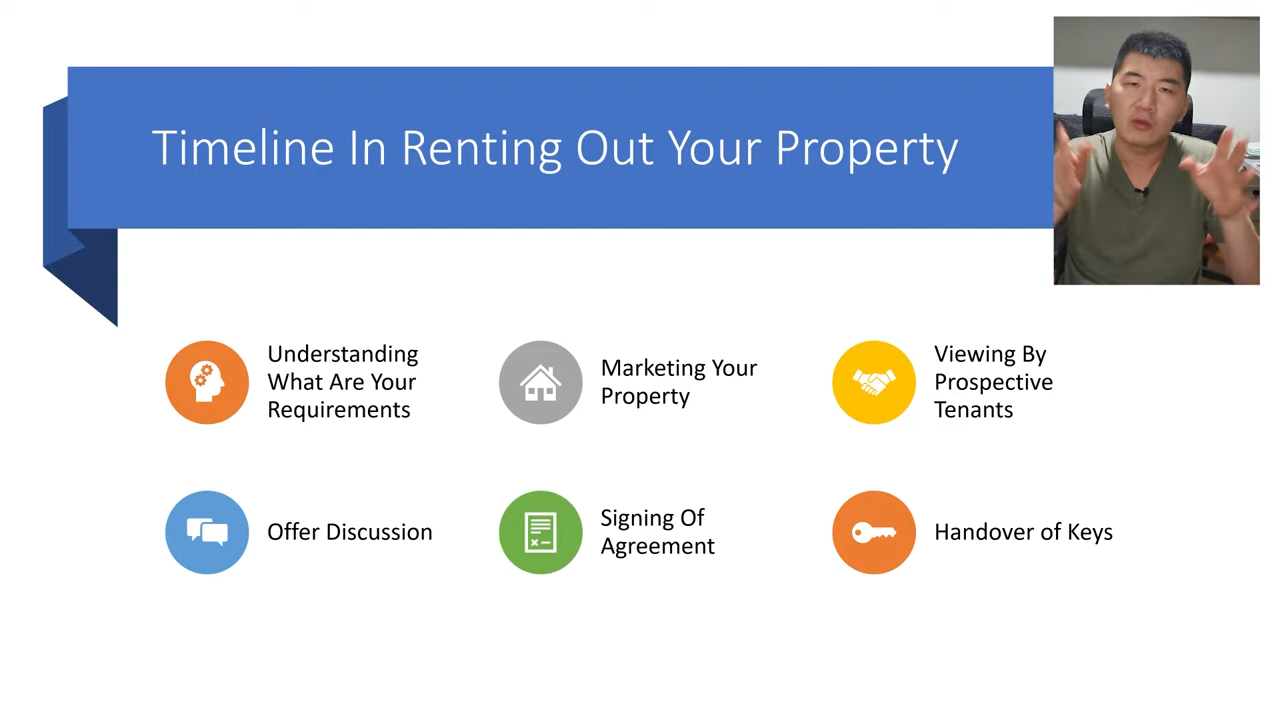 Timeline In Renting Out Your Property
Understanding
What Are Your
Requirements
Marketing Your
Property
Viewing By
Prospective
Tenants
Offer Discussion
Signing Of
Agreement
Handover of Keys